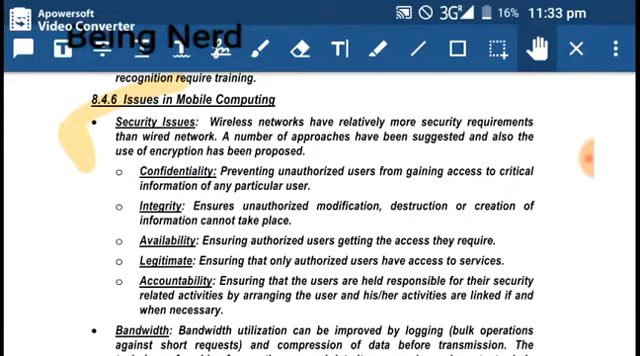 Apowersoft
Video Converter
3G 16% 11:33 pm
Being Nerd
recognition require training.
8.4.6 Issues in Mobile Computing
• Security Issues: Wireless networks have relatively more security requirements
than wired network. A number of approaches have been suggested and also the
use of encryption has been proposed.
o Confidentiality: Preventing unauthorized users from gaining access to critical
information of any particular user.
o Integrity: Ensures unauthorized modification, destruction or creation of
information cannot take place.
o Availability: Ensuring authorized users getting the access they require.
o Legitimate: Ensuring that only authorized users have access to services.
o Accountability: Ensuring that the users are held responsible for their security
related activities by arranging the user and his/her activities are linked if and
when necessary.
• Bandwidth: Bandwidth utilization can be improved by logging (bulk operations
against short requests) and compression of data before transmission. The